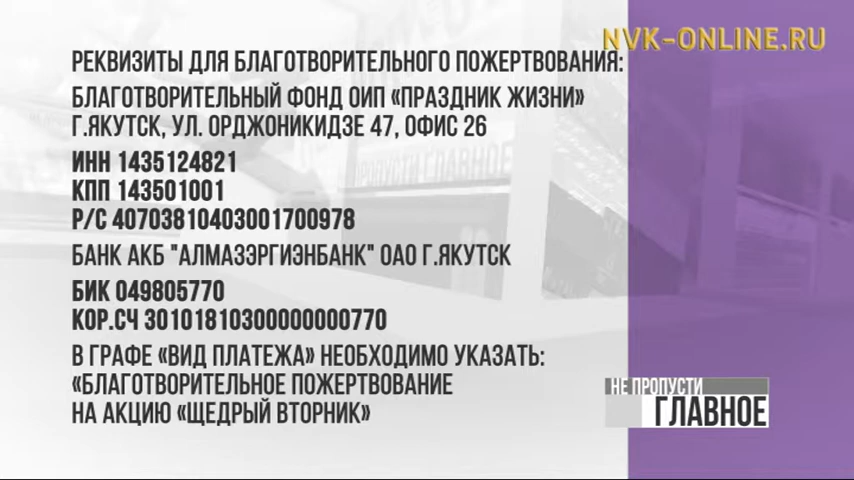 NVK-ONLINE.RU
РЕКВИЗИТЫ ДЛЯ БЛАГОТВОРИТЕЛЬНОГО ПОЖЕРТВОВАНИЯ:
БЛАГОТВОРИТЕЛЬНЫЙ ФОНД ОИП «ПРАЗДНИК ЖИЗНИ»
Г.ЯКУТСК, УЛ. ОРДЖОНИКИДЗЕ 47, ОФИС 26
ИНН 1435124821
КПП 143501001
Р/С 40703810403001700978
БАНК АКБ "АЛМАЗЭРГИЭНБАНК" ОАО Г.ЯКУТСК
БИК 049805770
КОР.СЧ 30101810300000000770
В ГРАФЕ «ВИД ПЛАТЕЖА» НЕОБХОДИМО УКАЗАТЬ:
«БЛАГОТВОРИТЕЛЬНОЕ ПОЖЕРТВОВАНИЕ
НА АКЦИЮ «ЩЕДРЫЙ ВТОРНИК»
НЕ ПРОПУСТИ
ГЛАВНОЕ